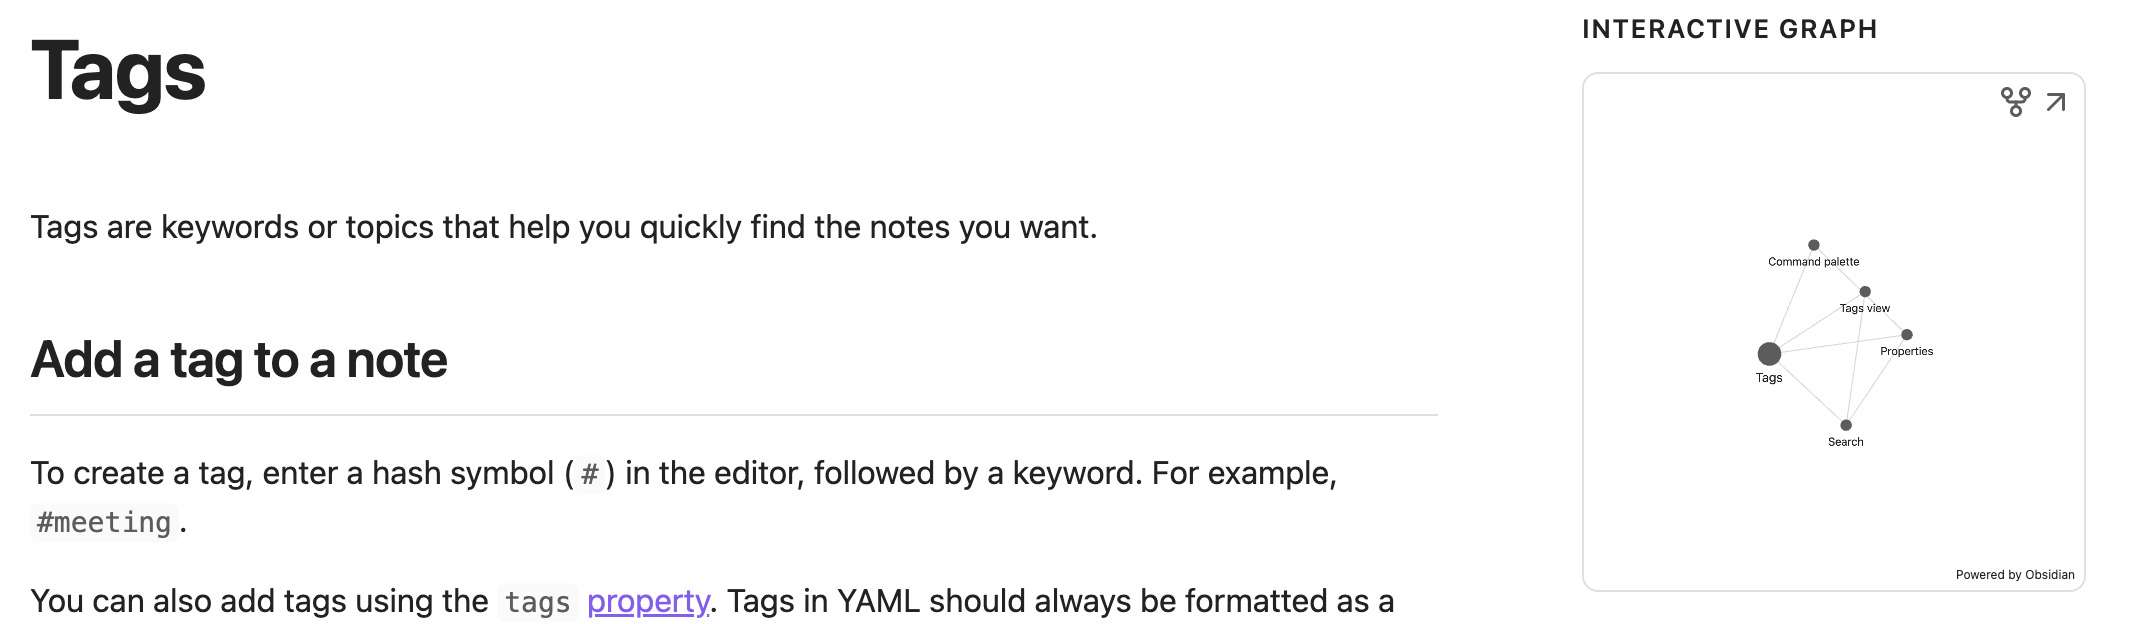 Tags
Tags are keywords or topics that help you quickly find the notes you want.
Add a tag to a note
To create a tag, enter a hash symbol (#) in the editor, followed by a keyword. For example,
#meeting.
You can also add tags using the tags property. Tags in YAML should always be formatted as a
INTERACTIVE GRAPH
Command palette
Tags view
Properties
Tags
Search
Powered by Obsidian